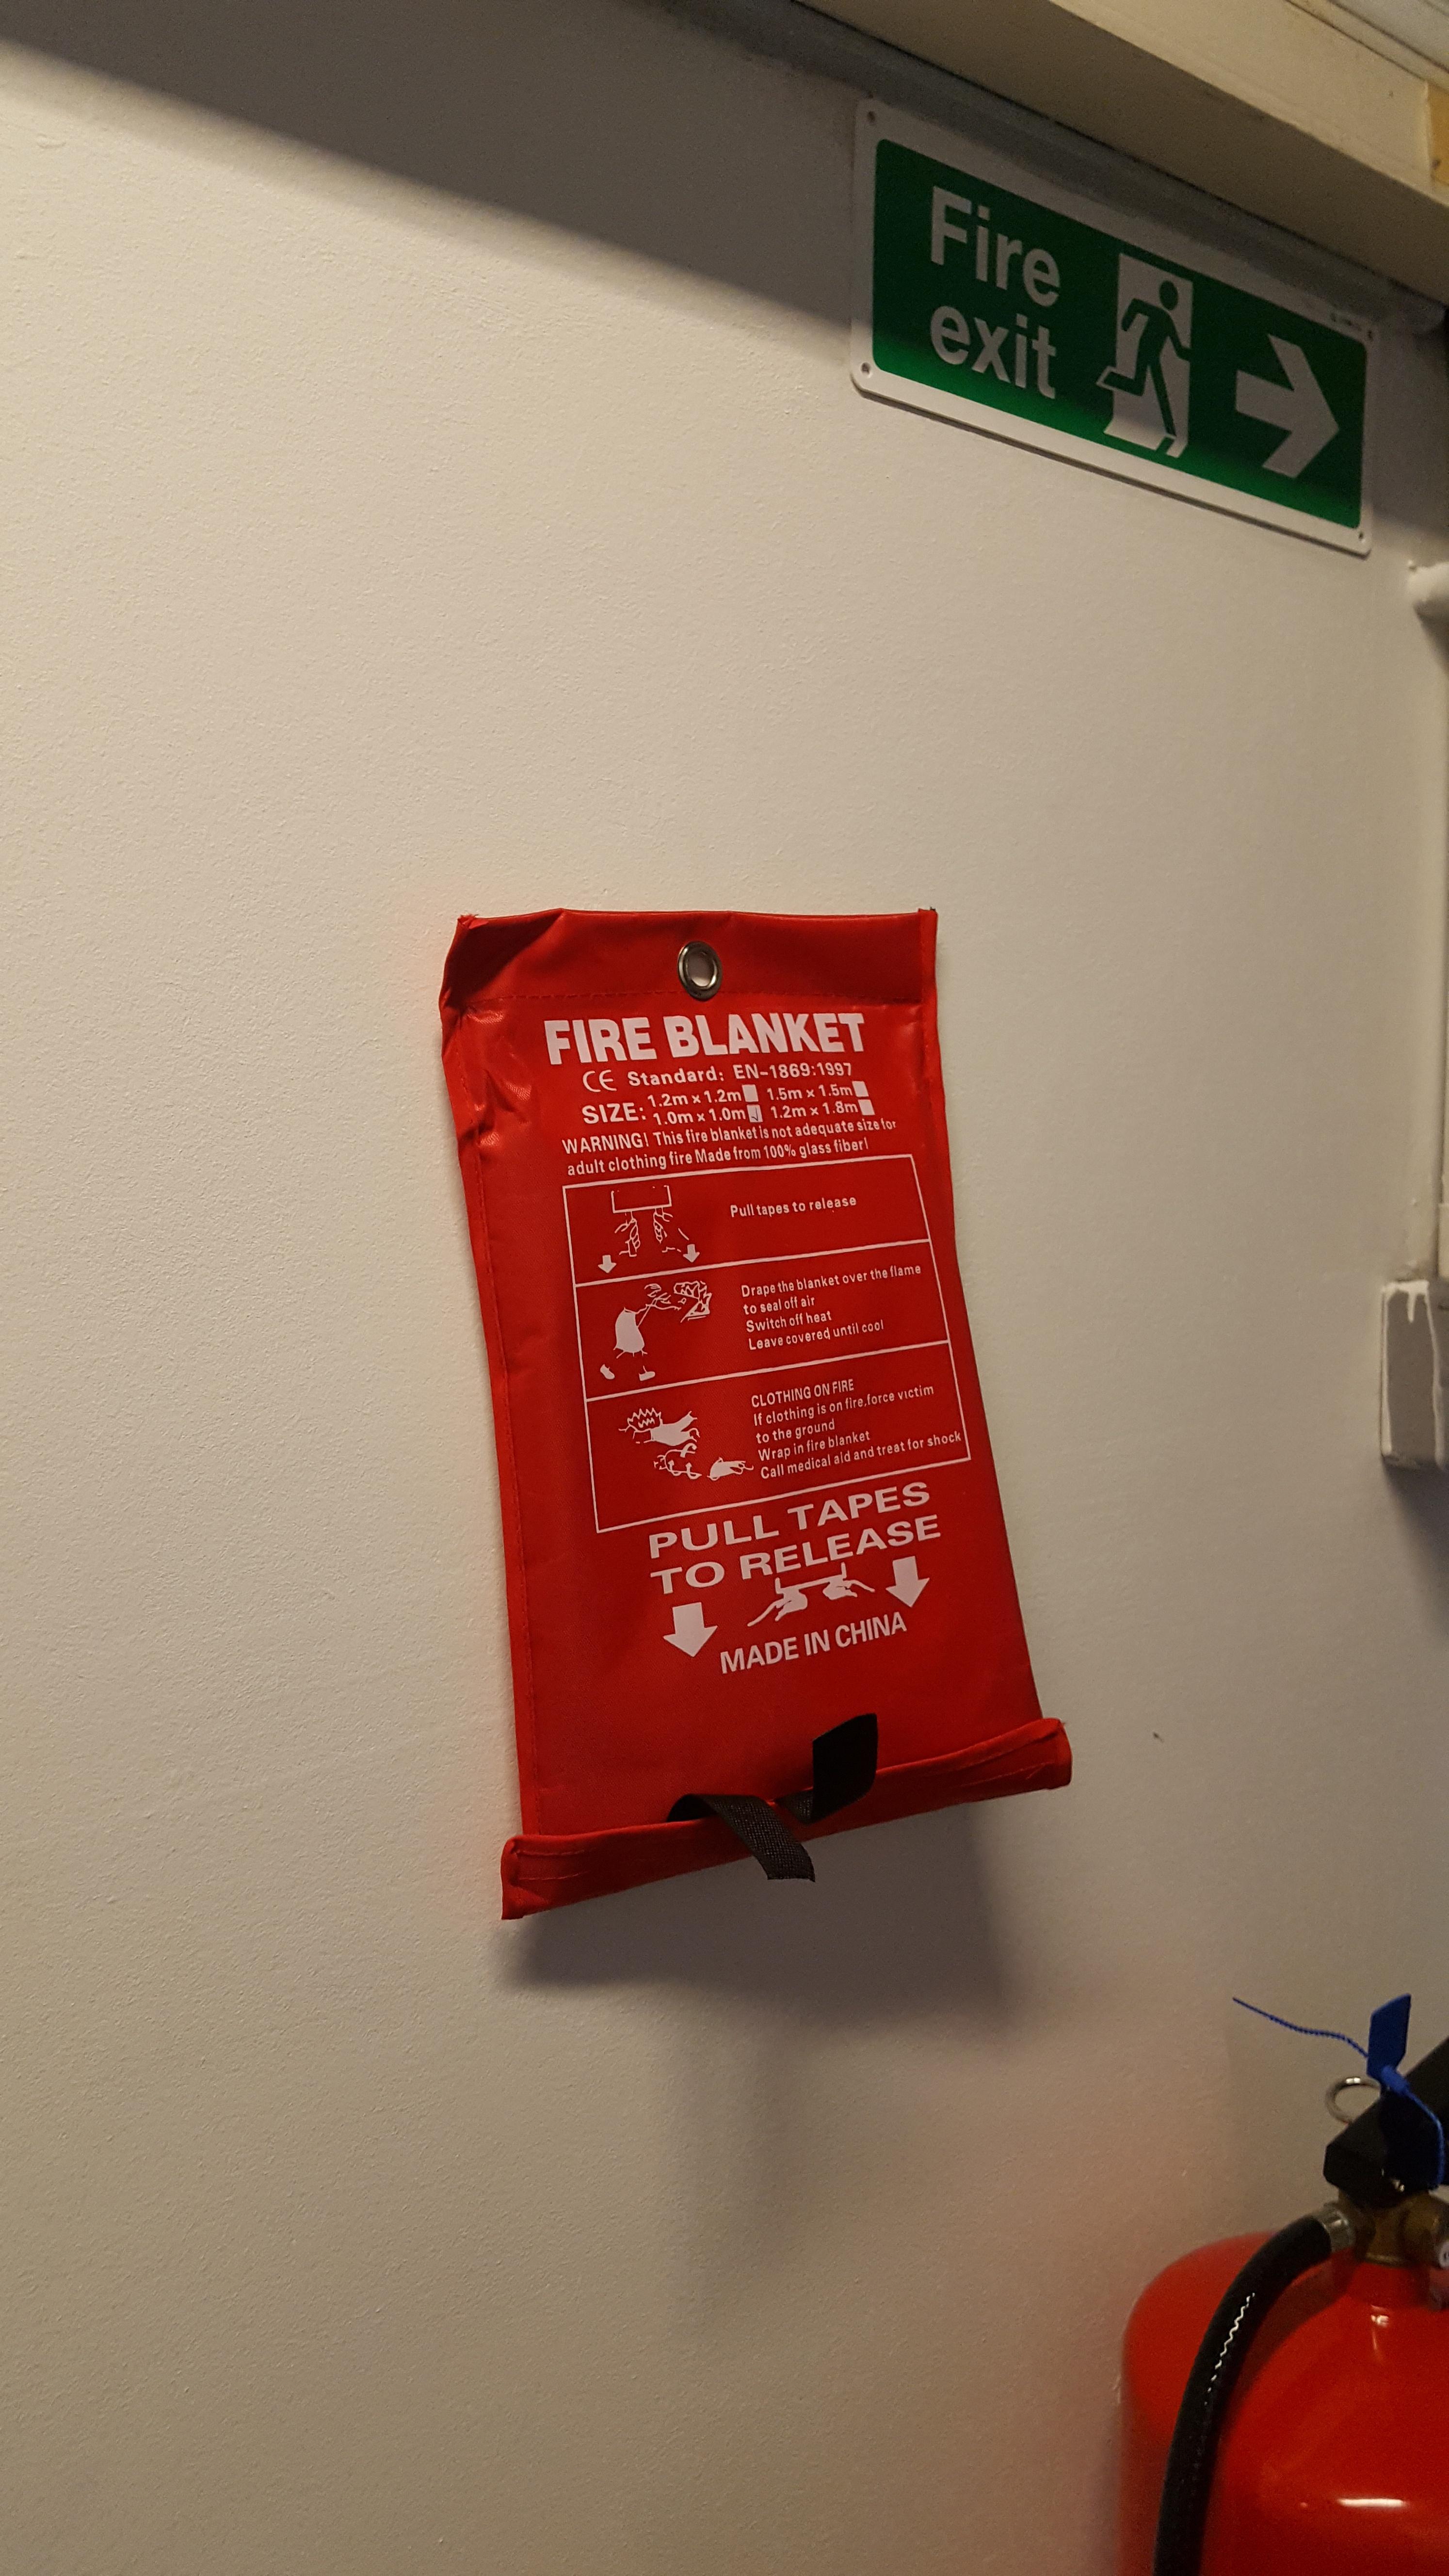 Fire
exit
FIRE BLANKET
CE Standard: EN-1869:1997
SIZE: 1.2m x 1.2m 1.5m x 1.5m
1.0m x 1.0m 1.2m x 1.8m
WARNING! This fire blanket is not adequate size for
adult clothing fire Made from 100% glass fiber!
Pull tapes to release
Drape the blanket over the flame
to seal off air
Switch off heat
Leave covered until cool
CLOTHING ON FIRE
If clothing is on fire,force victim
to the ground
Wrap in fire blanket
Call medical aid and treat for shock
PULL TAPES
TO RELEASE
MADE IN CHINA